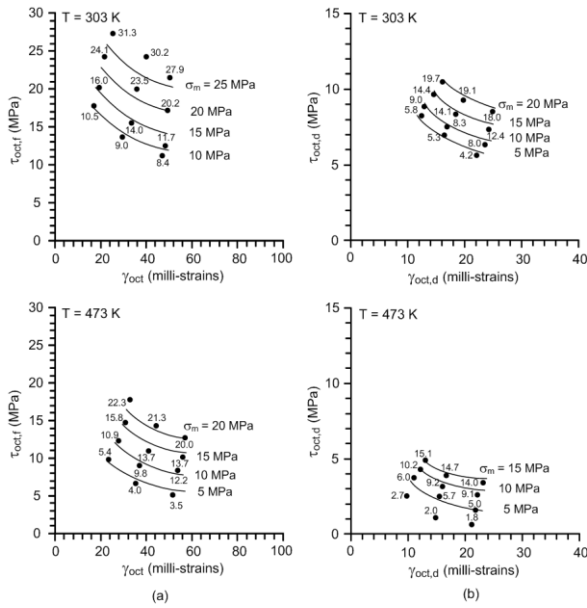 T = 303 K
30
25
20
15
10
5
0
τoct,f (MPa)
31.3
24.1
30.2
27.9
σm = 25 MPa
16.0
23.5
20.2
20 MPa
10.5
14.0
15 MPa
9.0
11.7
10 MPa
8.4
0 20 40 60 80 100
γoct (milli-strains)
T = 303 K
15
10
5
0
τoct,d (MPa)
19.7
19.1
σm = 20 MPa
14.4
14.1
18.0
15 MPa
9.0
8.3
12.4
10 MPa
5.8
5.3
8.0
5 MPa
4.2
0 10 20 30 40
γoct,d (milli-strains)
T = 473 K
30
25
20
15
10
5
0
τoct,f (MPa)
22.3
21.3
σm = 20 MPa
15.8
20.0
10.9
13.7
13.7
15 MPa
5.4
9.8
12.2
10 MPa
4.0
5 MPa
3.5
0 20 40 60 80 100
γoct (milli-strains)
(a)
T = 473 K
15
10
5
0
τoct,d (MPa)
15.1
14.7
σm = 15 MPa
10.2
14.0
6.0
9.2
9.1
10 MPa
2.7
5.7
5.0
5 MPa
2.0
1.8
0 10 20 30 40
γoct,d (milli-strains)
(b)